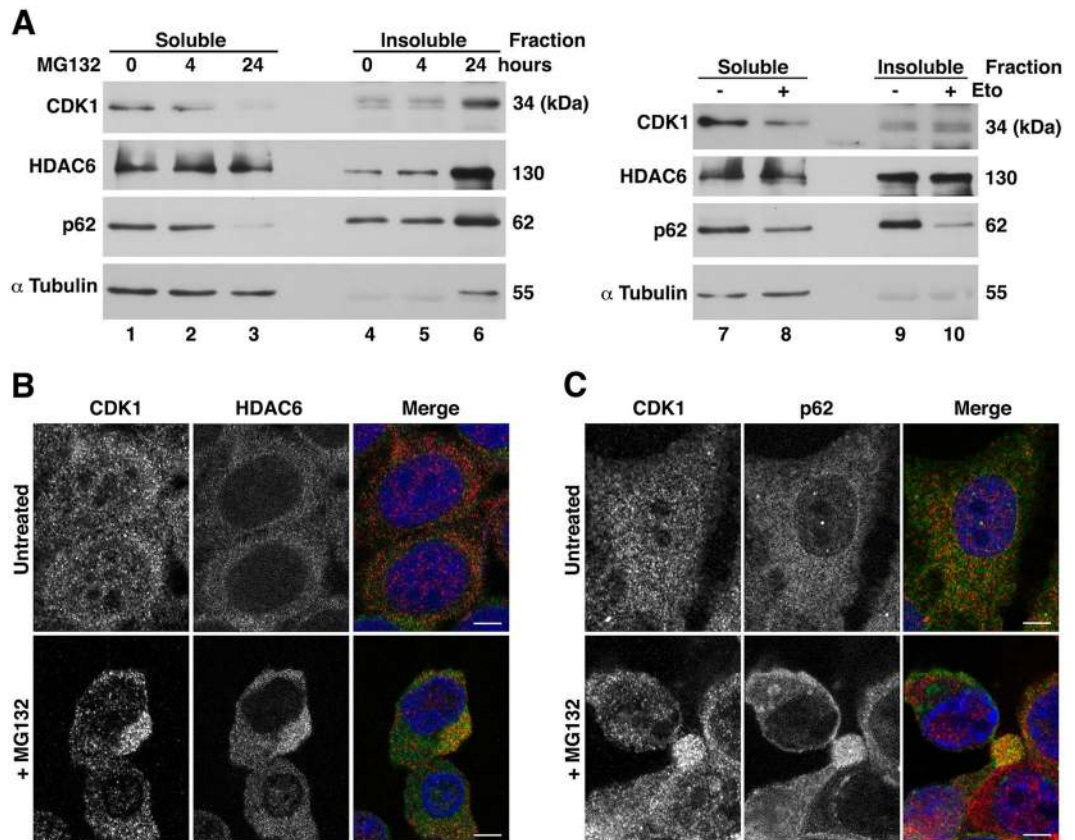 A
Soluble Insoluble Fraction
MG132 0 4 24 0 4 24 hours
CDK1 34 (kDa)
HDAC6 130
p62 62
α Tubulin 55
1 2 3 4 5 6
Soluble Insoluble Fraction
- + - + Eto
CDK1 34 (kDa)
HDAC6 130
p62 62
α Tubulin 55
7 8 9 10
B
CDK1 HDAC6 Merge
Untreated
+ MG132
C
CDK1 p62 Merge
Untreated
+ MG132